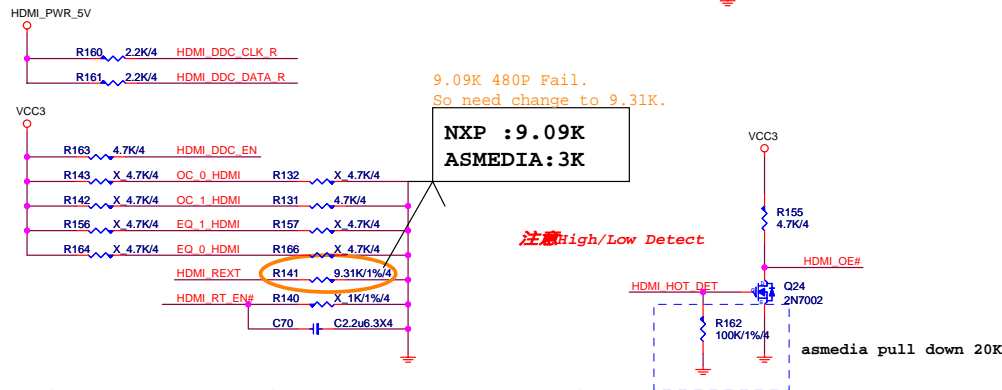 HDMI_PWR_5V
R160 2.2K/4 HDMI_DDC_CLK_R
R161 2.2K/4 HDMI_DDC_DATA_R
9.09K 480P Fail.
So need change to 9.31K.
NXP :9.09K
ASMEDIA:3K
VCC3
R163 4.7K/4 HDMI_DDC_EN
R143 X_4.7K/4 OC_0_HDMI R132 X_4.7K/4
R142 X_4.7K/4 OC_1_HDMI R131 4.7K/4
R156 X_4.7K/4 EQ_1_HDMI R157 X_4.7K/4
R164 X_4.7K/4 EQ_0_HDMI R166 X_4.7K/4
HDMI_REXT R141 9.31K/1%/4
HDMI_RT_EN# R140 X_1K/1%/4
C70 C2.2u6.3X4
注意High/Low Detect
VCC3
R155
4.7K/4
HDMI_OE#
HDMI_HOT_DET
Q24
2N7002
R162
100K/1%/4
asmedia pull down 20K